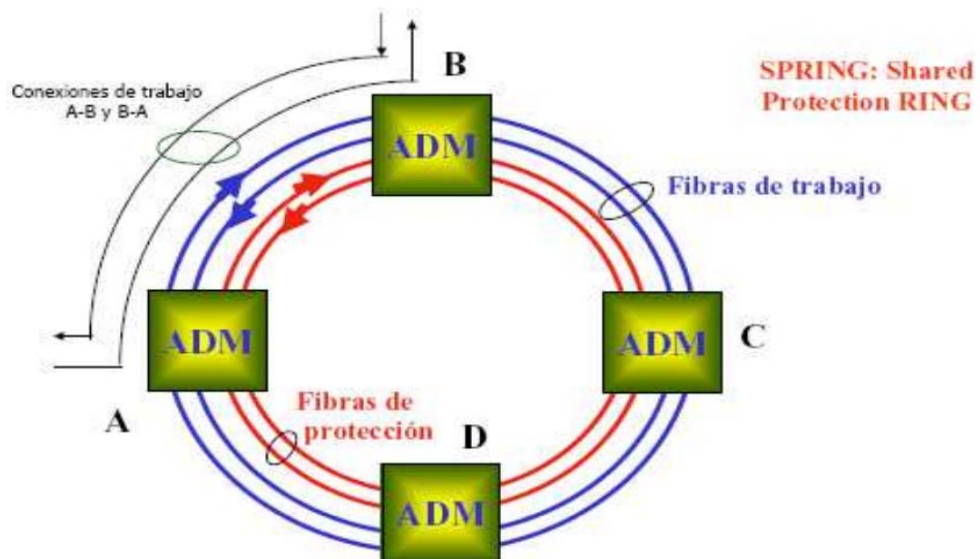 Conexiones de trabajo
A-B y B-A
B
SPRING: Shared
Protection RING
ADM
Fibras de trabajo
ADM
ADM
C
A
Fibras de
protección
D
ADM